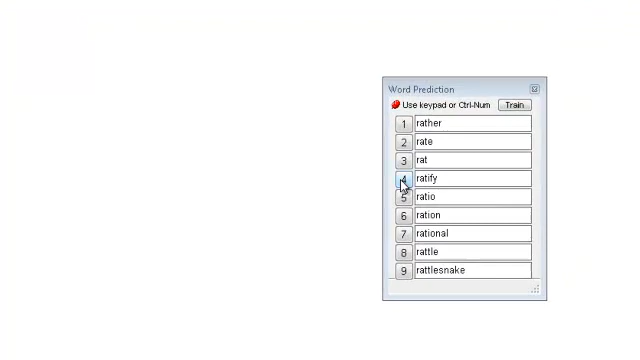 Word Prediction
Use keypad or Ctrl-Num Train
1 rather
2 rate
3 rat
4 ratify
5 ratio
6 ration
7 rational
8 rattle
9 rattlesnake